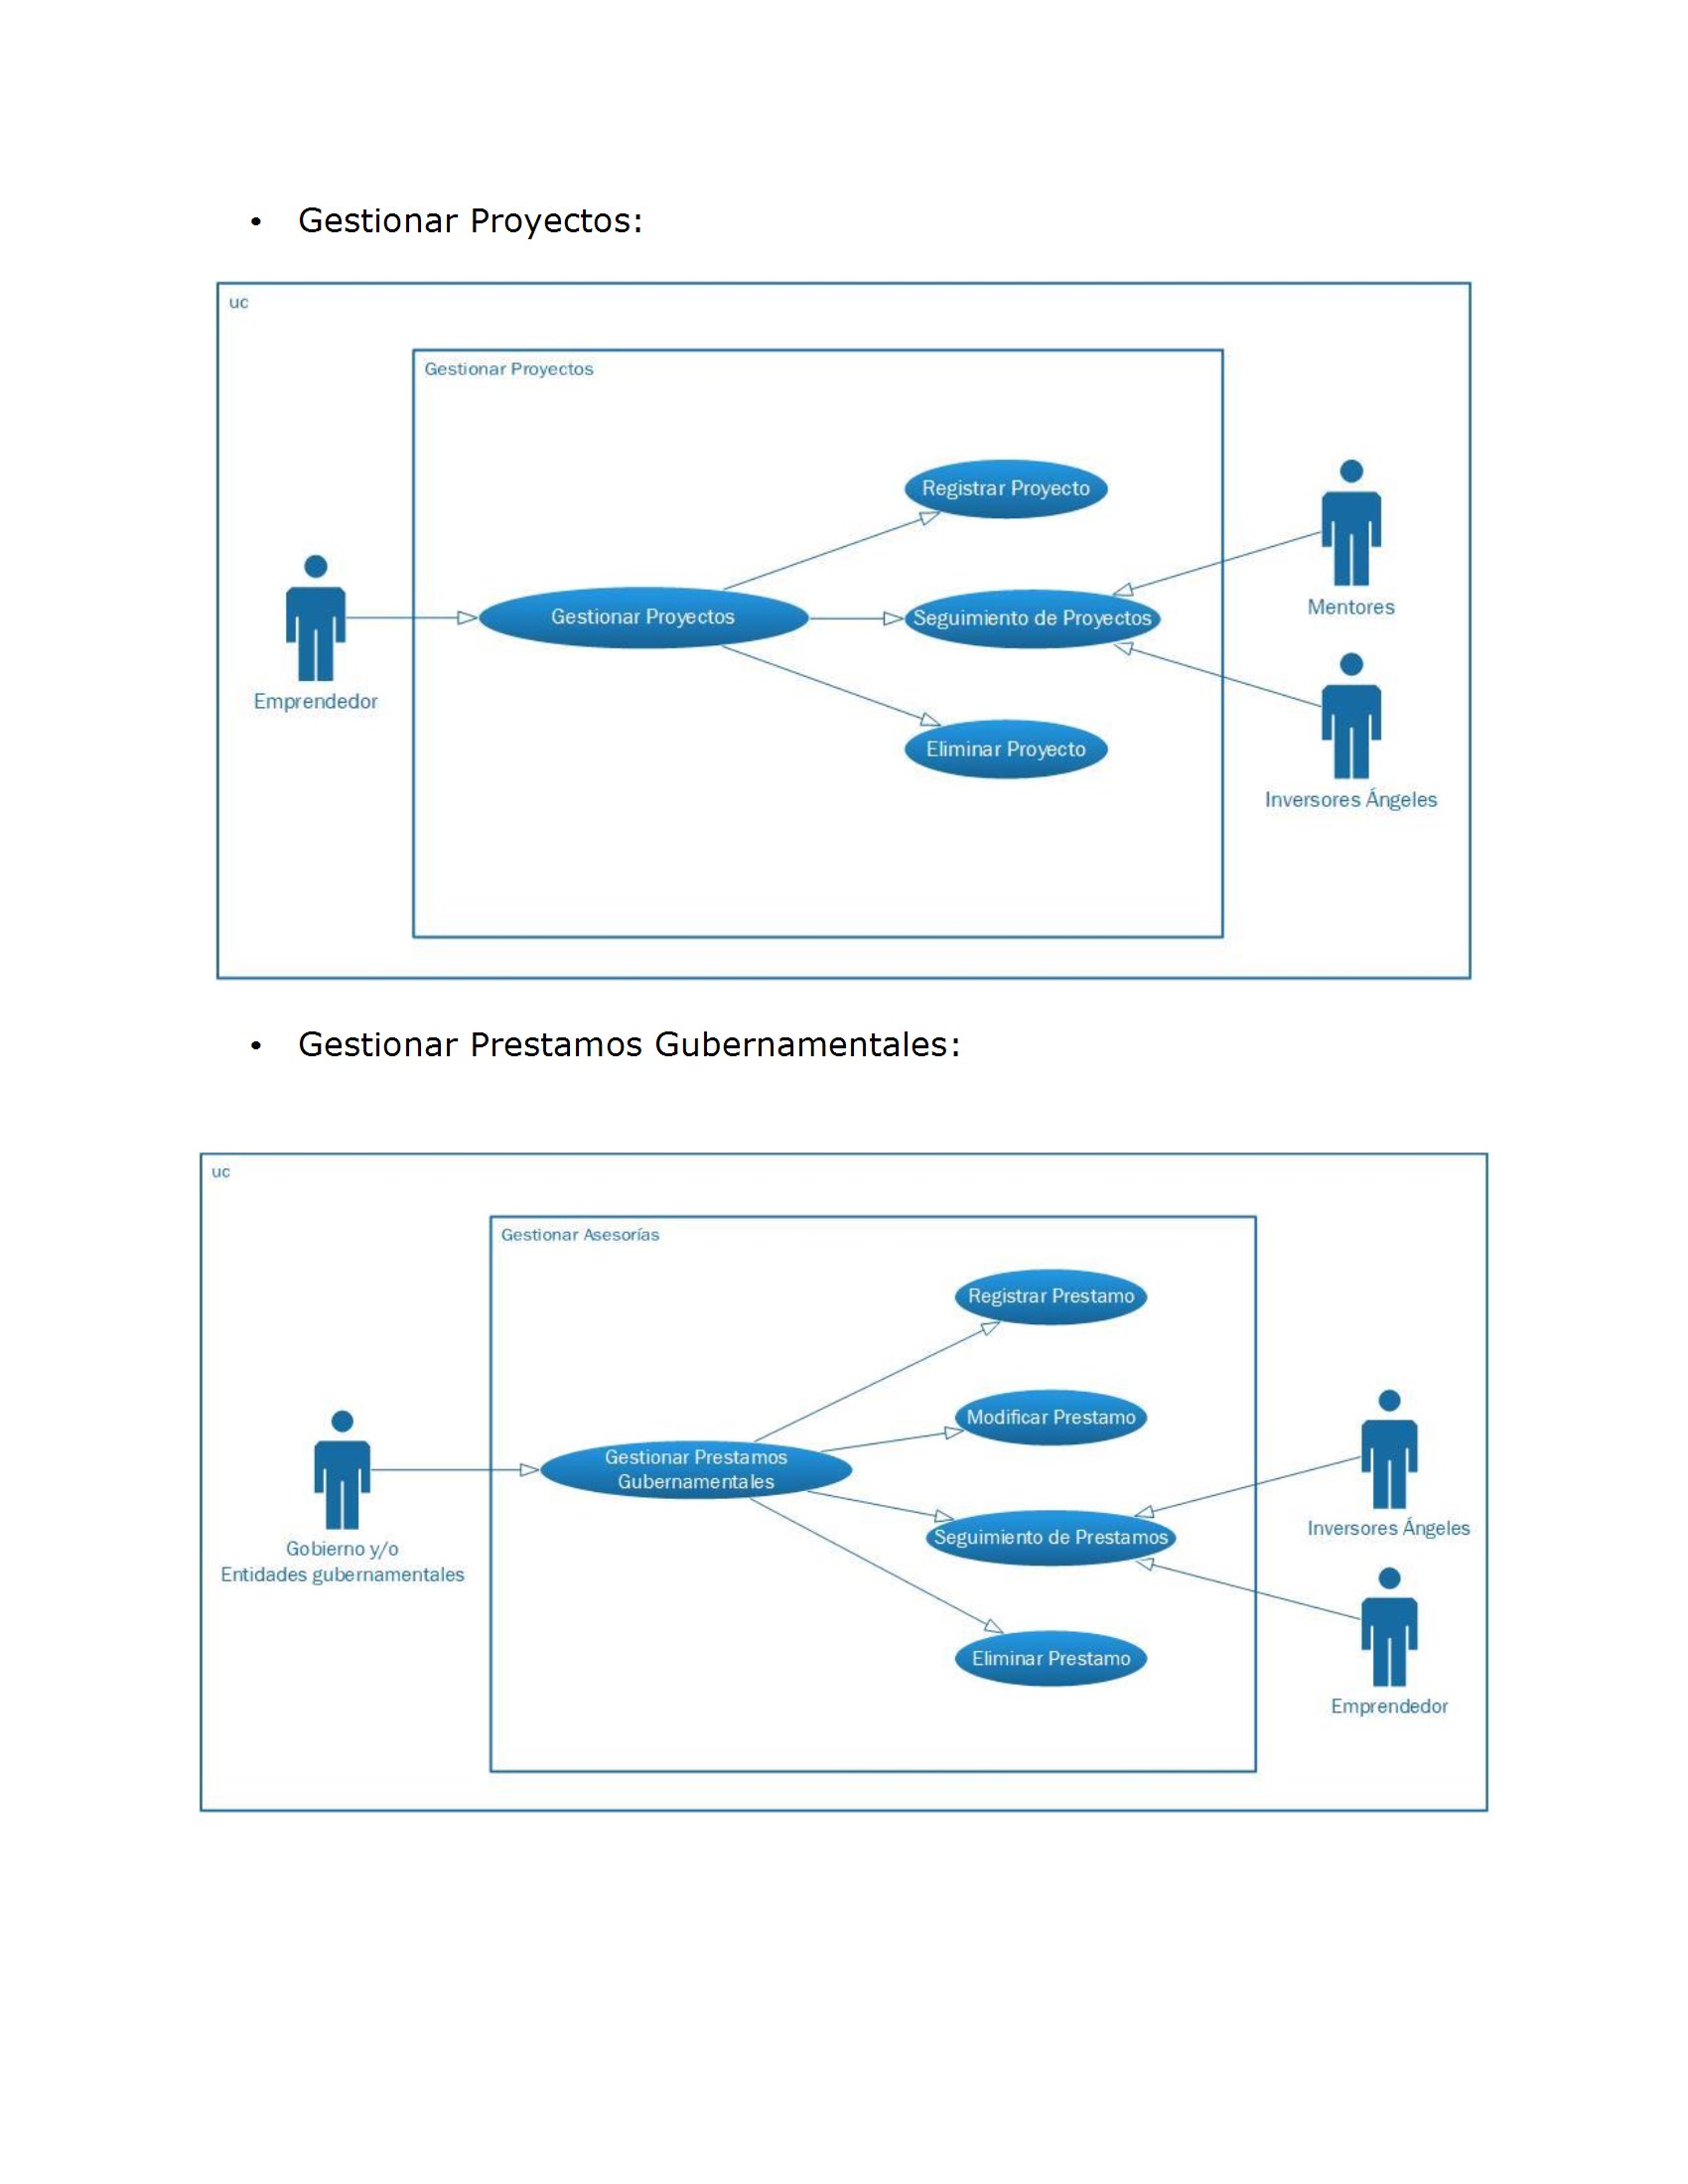 • Gestionar Proyectos:
uc
Gestionar Proyectos
Registrar Proyecto
Gestionar Proyectos
Seguimiento de Proyectos
Eliminar Proyecto
Emprendedor
Mentores
Inversores Ángeles
• Gestionar Prestamos Gubernamentales:
uc
Gestionar Asesorías
Registrar Prestamo
Modificar Prestamo
Gestionar Prestamos
Gubernamentales
Seguimiento de Prestamos
Eliminar Prestamo
Gobierno y/o
Entidades gubernamentales
Inversores Ángeles
Emprendedor